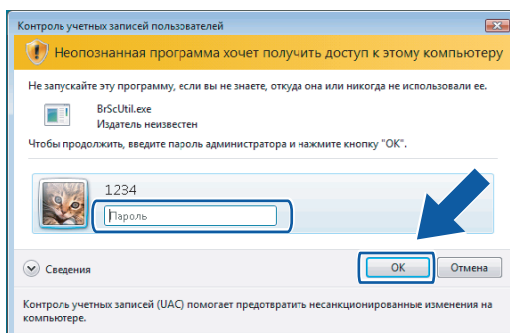 Контроль учетных записей пользователей
Неопознанная программа хочет получить доступ к этому компьютеру
Не запускайте эту программу, если вы не знаете, откуда она или никогда не использовали ее.
BrScUtil.exe
Издатель неизвестен
Чтобы продолжить, введите пароль администратора и нажмите кнопку "ОК".
1234
Пароль
Сведения
ОК
Отмена
Контроль учетных записей (UAC) помогает предотвратить несанкционированные изменения на
компьютере.